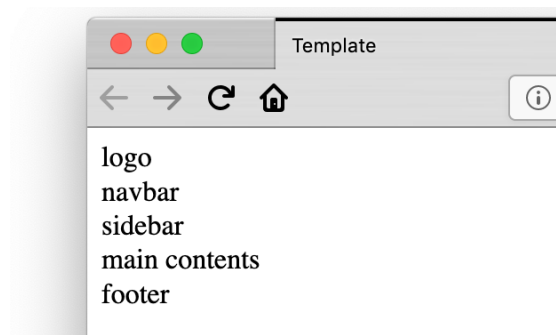 Template
logo
navbar
sidebar
main contents
footer